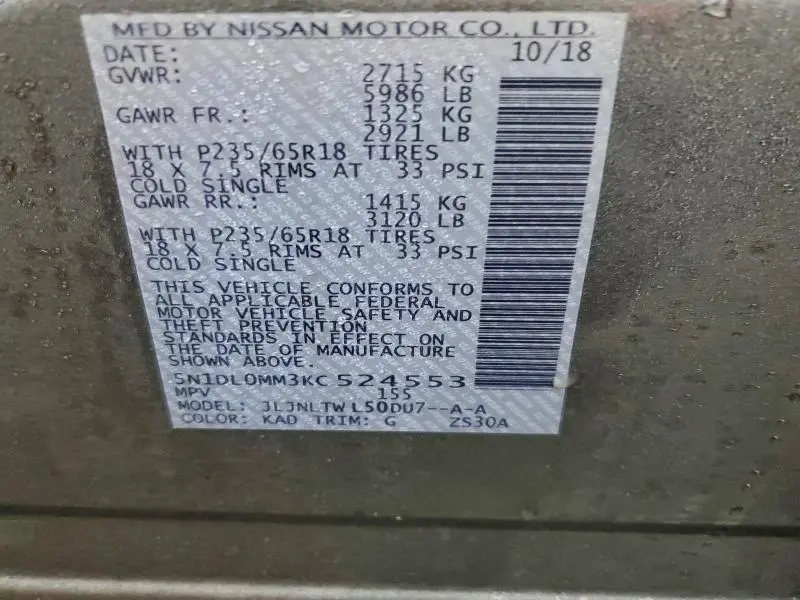 MFD BY NISSAN MOTOR CO., LTD.
DATE: 10/18
GVWR: 2715 KG
5986 LB
GAWR FR.: 1325 KG
2921 LB
WITH P235/65R18 TIRES
18 X 7.5 RIMS AT 33 PSI
COLD SINGLE
GAWR RR.: 1415 KG
3120 LB
WITH P235/65R18 TIRES
18 X 7.5 RIMS AT 33 PSI
COLD SINGLE
THIS VEHICLE CONFORMS TO
ALL APPLICABLE FEDERAL
MOTOR VEHICLE SAFETY AND
THEFT PREVENTION
STANDARDS IN EFFECT ON
THE DATE OF MANUFACTURE
SHOWN ABOVE.
5N1DL0MM3KC524553
MPV 155
MODEL: JLJNLTWL50DU7--A-A
COLOR: KAD TRIM: G ZS30A